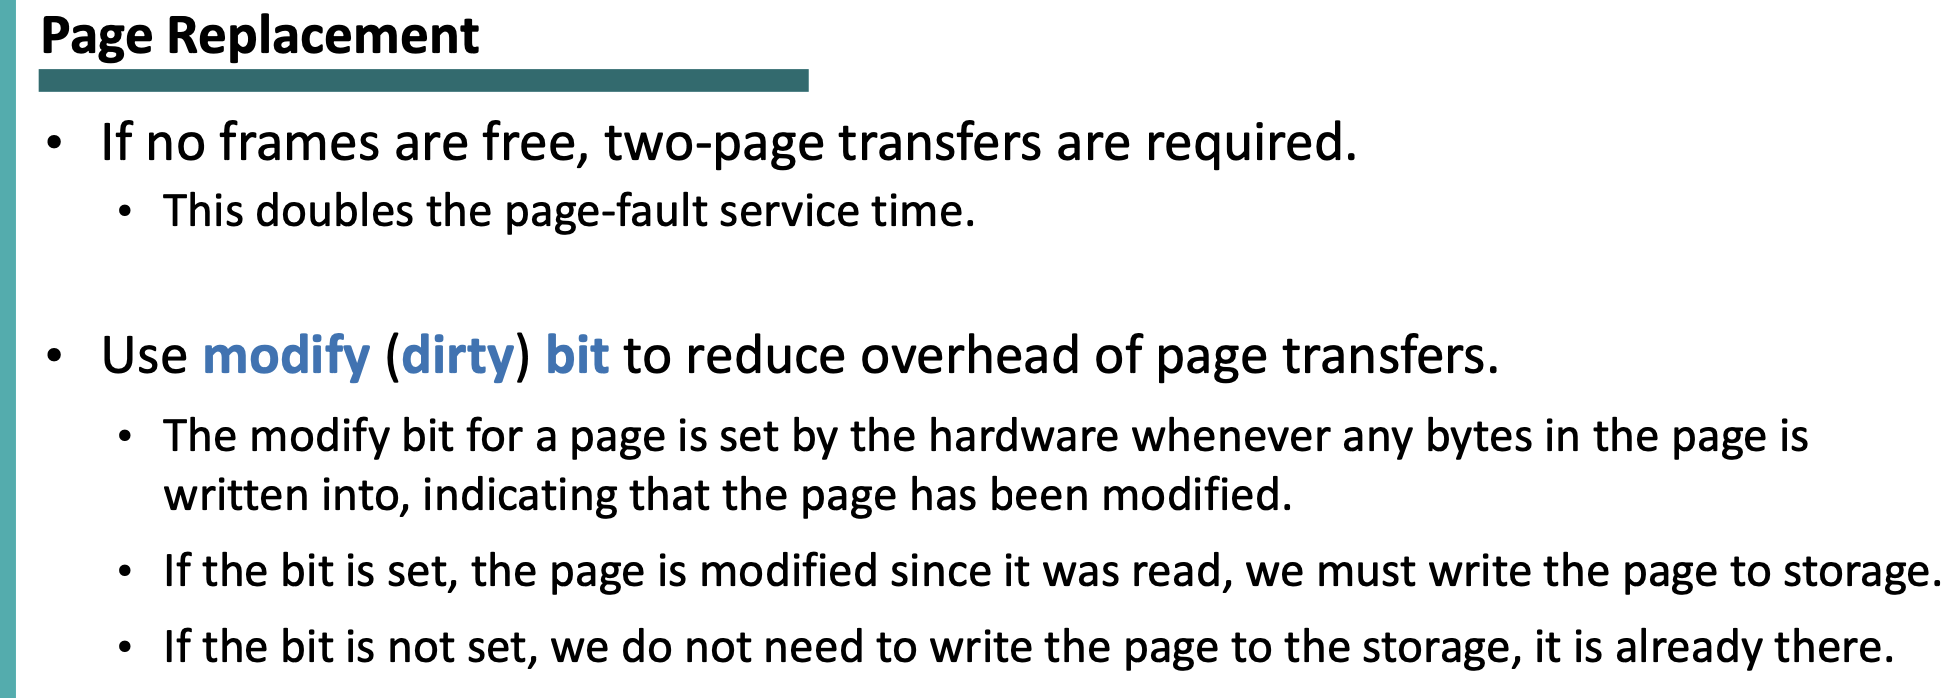 Page Replacement
• If no frames are free, two-page transfers are required.
• This doubles the page-fault service time.
• Use modify (dirty) bit to reduce overhead of page transfers.
• The modify bit for a page is set by the hardware whenever any bytes in the page is
written into, indicating that the page has been modified.
• If the bit is set, the page is modified since it was read, we must write the page to storage.
• If the bit is not set, we do not need to write the page to the storage, it is already there.